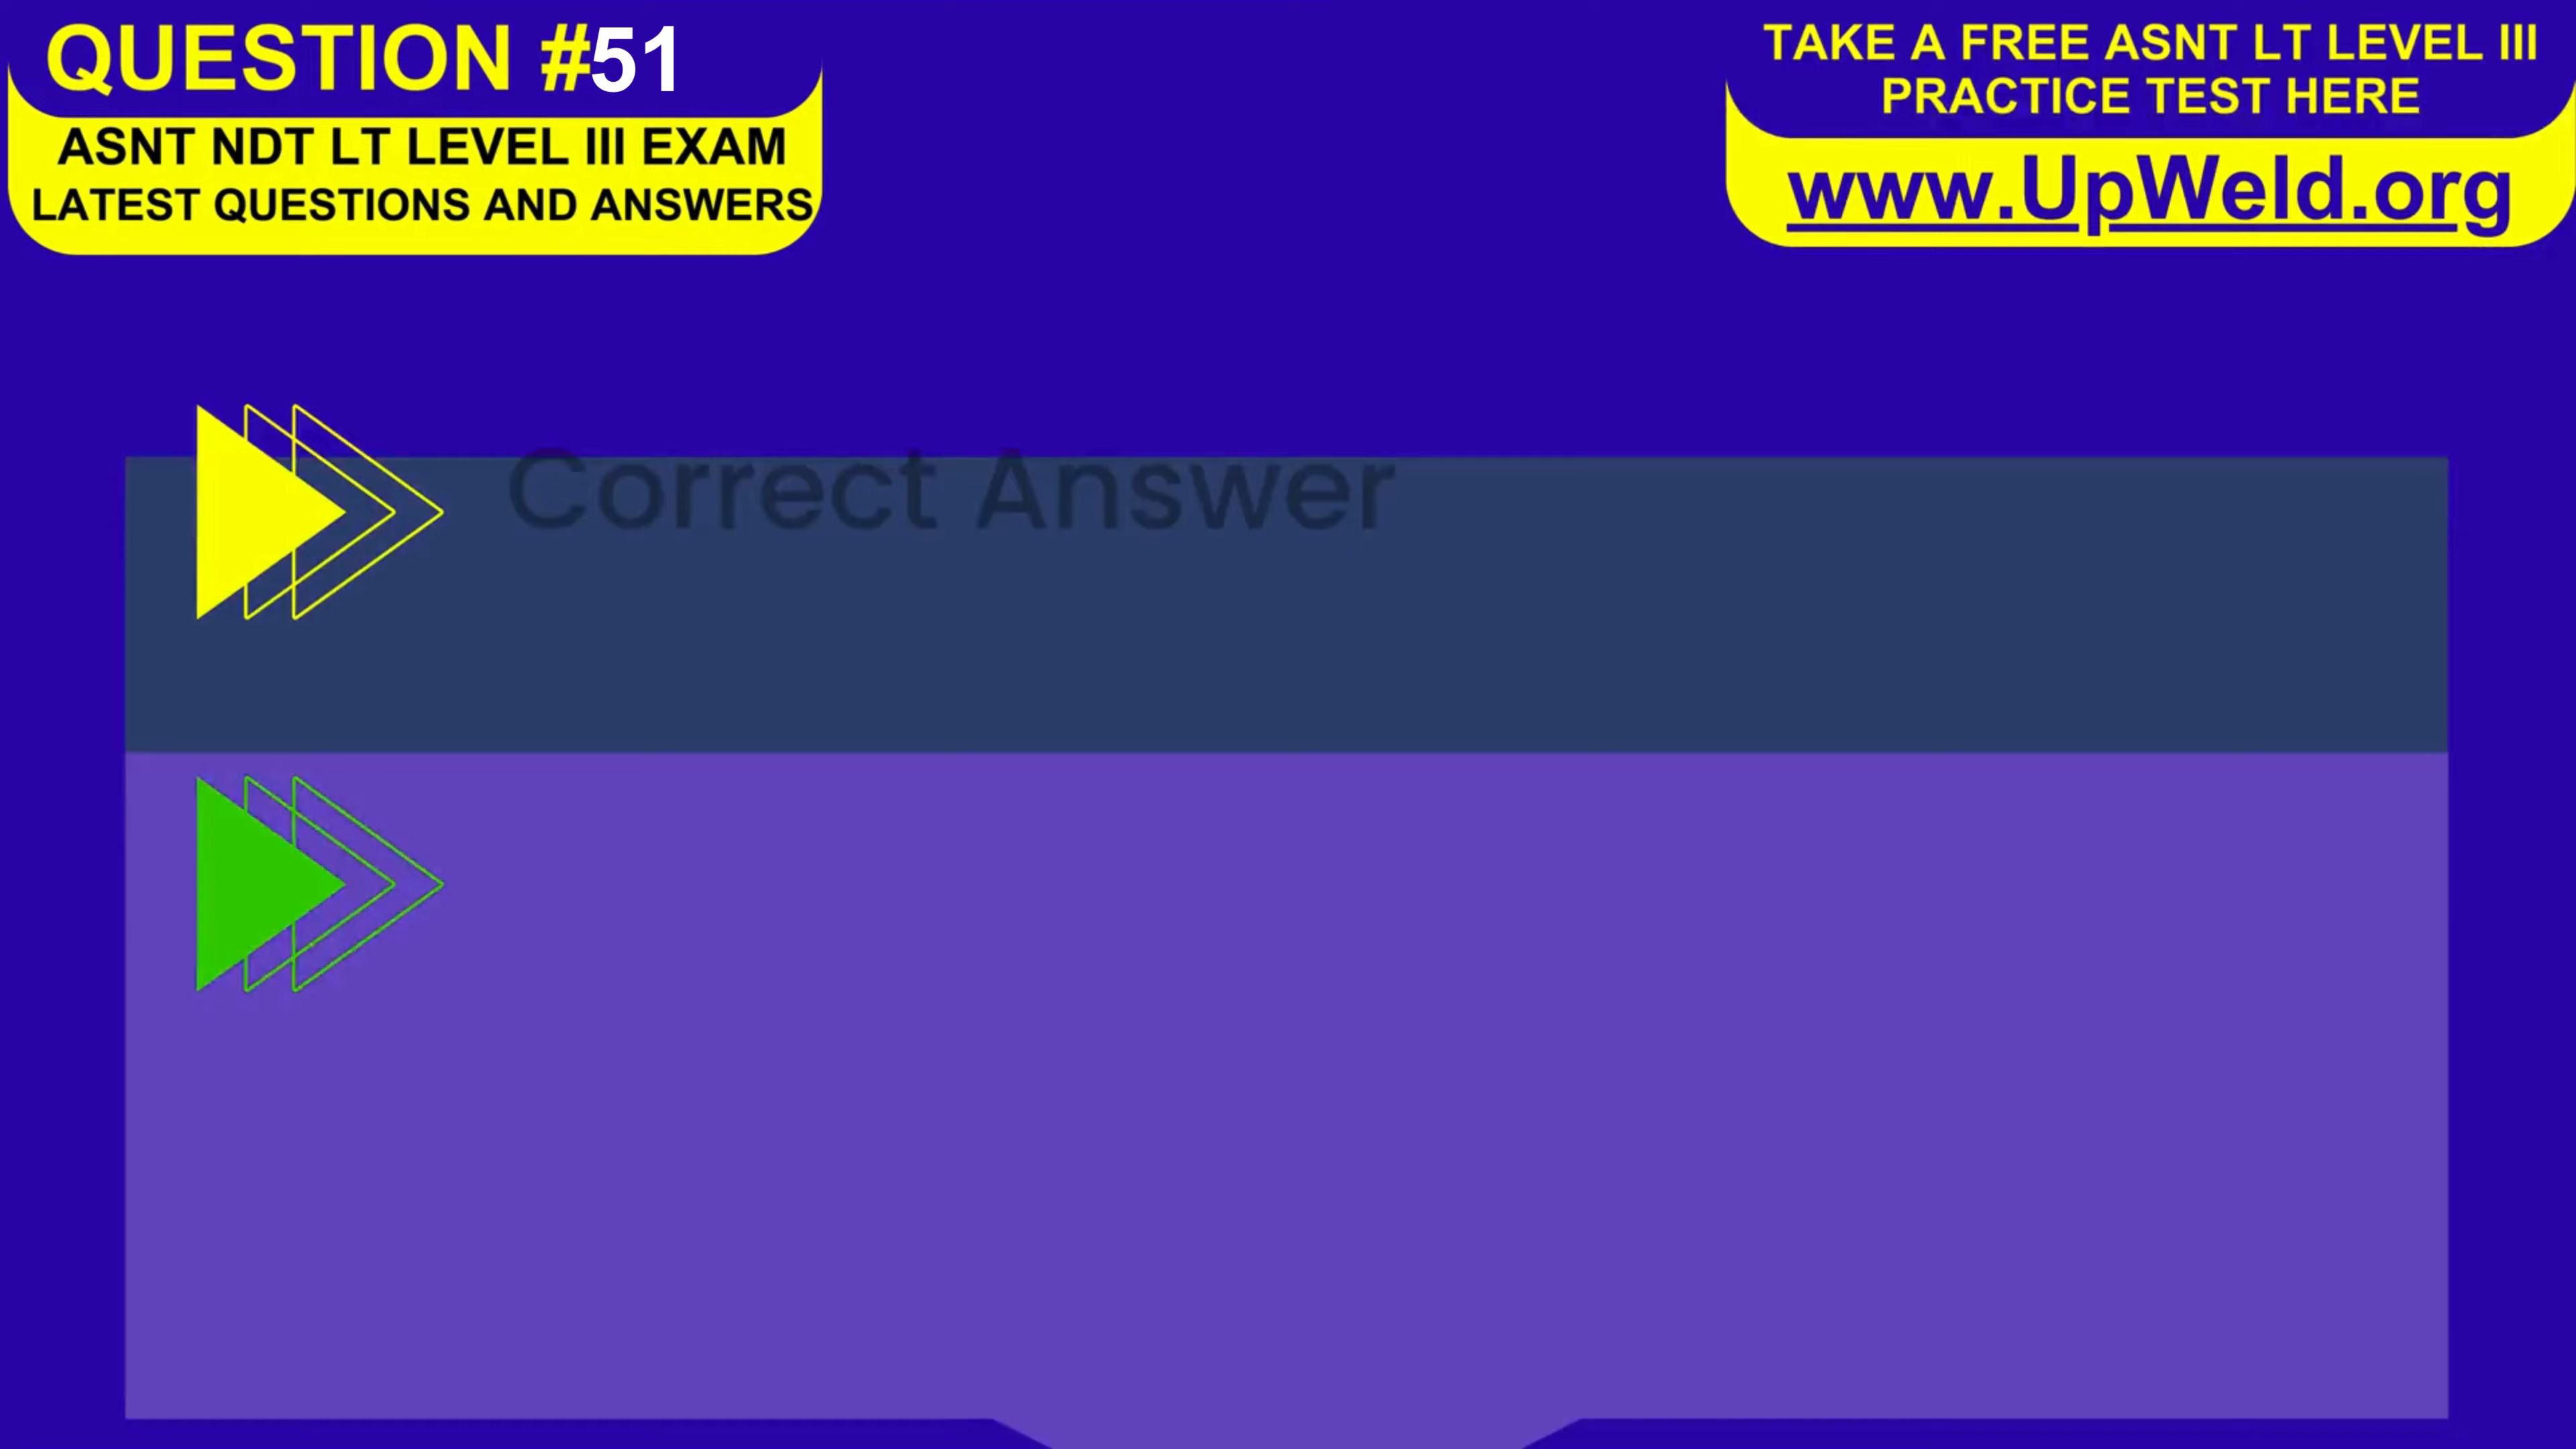 QUESTION #51
ASNT NDT LT LEVEL III EXAM
LATEST QUESTIONS AND ANSWERS
TAKE A FREE ASNT LT LEVEL III
PRACTICE TEST HERE
www.UpWeld.org
Correct Answer